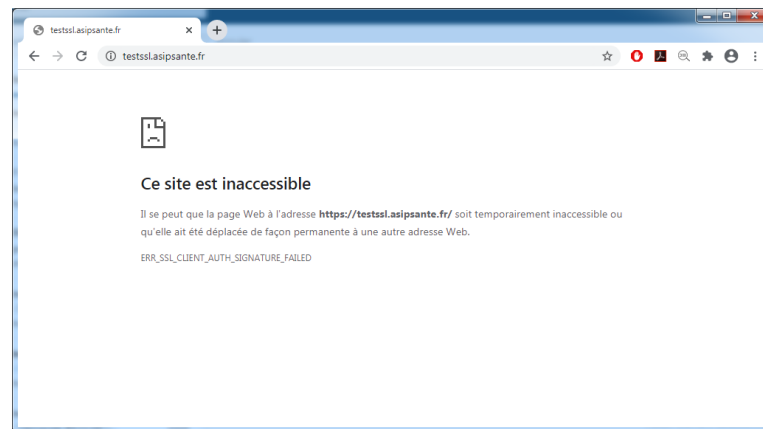 testssl.asipsante.fr
testssl.asipsante.fr
Ce site est inaccessible
Il se peut que la page Web à l'adresse https://testssl.asipsante.fr/ soit temporairement inaccessible ou
qu'elle ait été déplacée de façon permanente à une autre adresse Web.
ERR_SSL_CLIENT_AUTH_SIGNATURE_FAILED